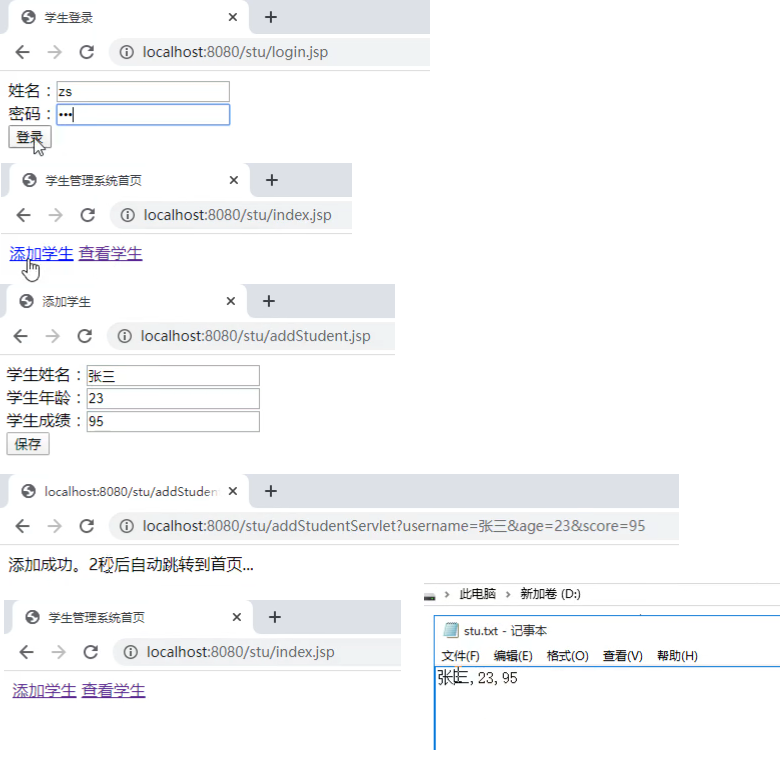 学生登录
localhost:8080/stu/login.jsp
姓名：zs
密码：•••
登录
学生管理系统首页
localhost:8080/stu/index.jsp
添加学生 查看学生
添加学生
localhost:8080/stu/addStudent.jsp
学生姓名：张三
学生年龄：23
学生成绩：95
保存
localhost:8080/stu/addStuden
localhost:8080/stu/addStudentServlet?username=张三&age=23&score=95
添加成功。2秒后自动跳转到首页...
学生管理系统首页
localhost:8080/stu/index.jsp
添加学生 查看学生
此电脑 › 新加卷 (D:)
stu.txt - 记事本
文件(F) 编辑(E) 格式(O) 查看(V) 帮助(H)
张三,23,95